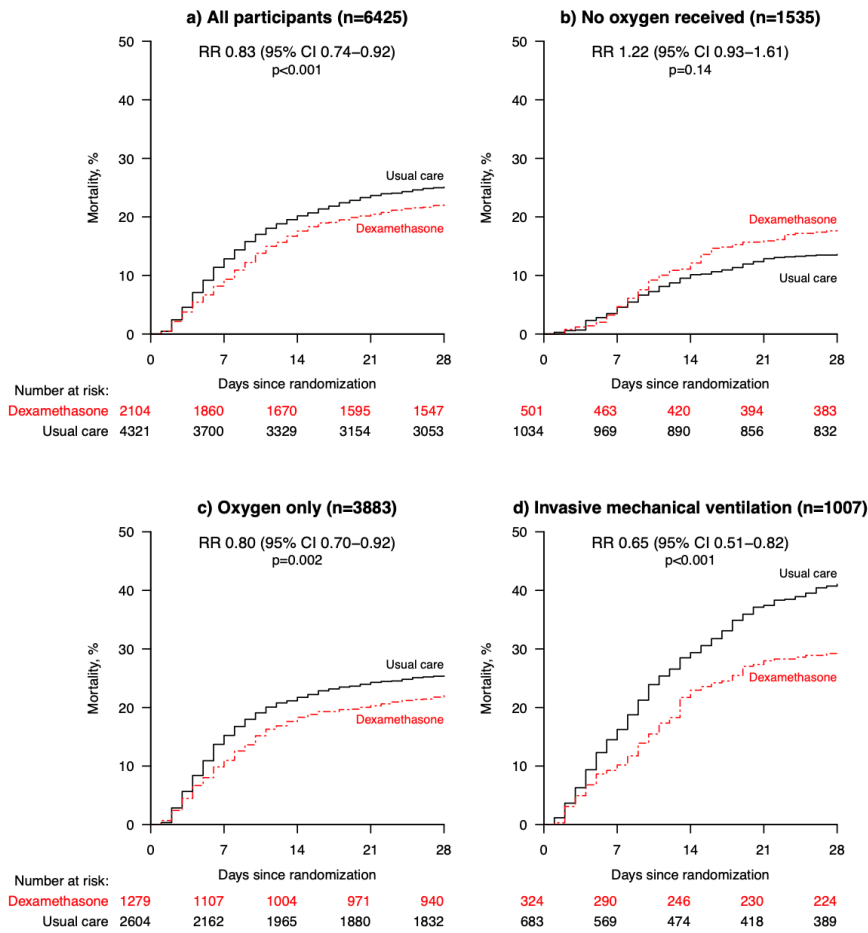 a) All participants (n=6425)
RR 0.83 (95% CI 0.74–0.92)
p<0.001
50
40
30
20
10
0
Mortality, %
Usual care
Dexamethasone
0 7 14 21 28
Days since randomization
Number at risk:
Dexamethasone 2104 1860 1670 1595 1547
Usual care 4321 3700 3329 3154 3053
b) No oxygen received (n=1535)
RR 1.22 (95% CI 0.93–1.61)
p=0.14
50
40
30
20
10
0
Mortality, %
Dexamethasone
Usual care
0 7 14 21 28
Days since randomization
501 463 420 394 383
1034 969 890 856 832
c) Oxygen only (n=3883)
RR 0.80 (95% CI 0.70–0.92)
p=0.002
50
40
30
20
10
0
Mortality, %
Usual care
Dexamethasone
0 7 14 21 28
Days since randomization
Number at risk:
Dexamethasone 1279 1107 1004 971 940
Usual care 2604 2162 1965 1880 1832
d) Invasive mechanical ventilation (n=1007)
RR 0.65 (95% CI 0.51–0.82)
p<0.001
50
40
30
20
10
0
Mortality, %
Usual care
Dexamethasone
0 7 14 21 28
Days since randomization
324 290 246 230 224
683 569 474 418 389